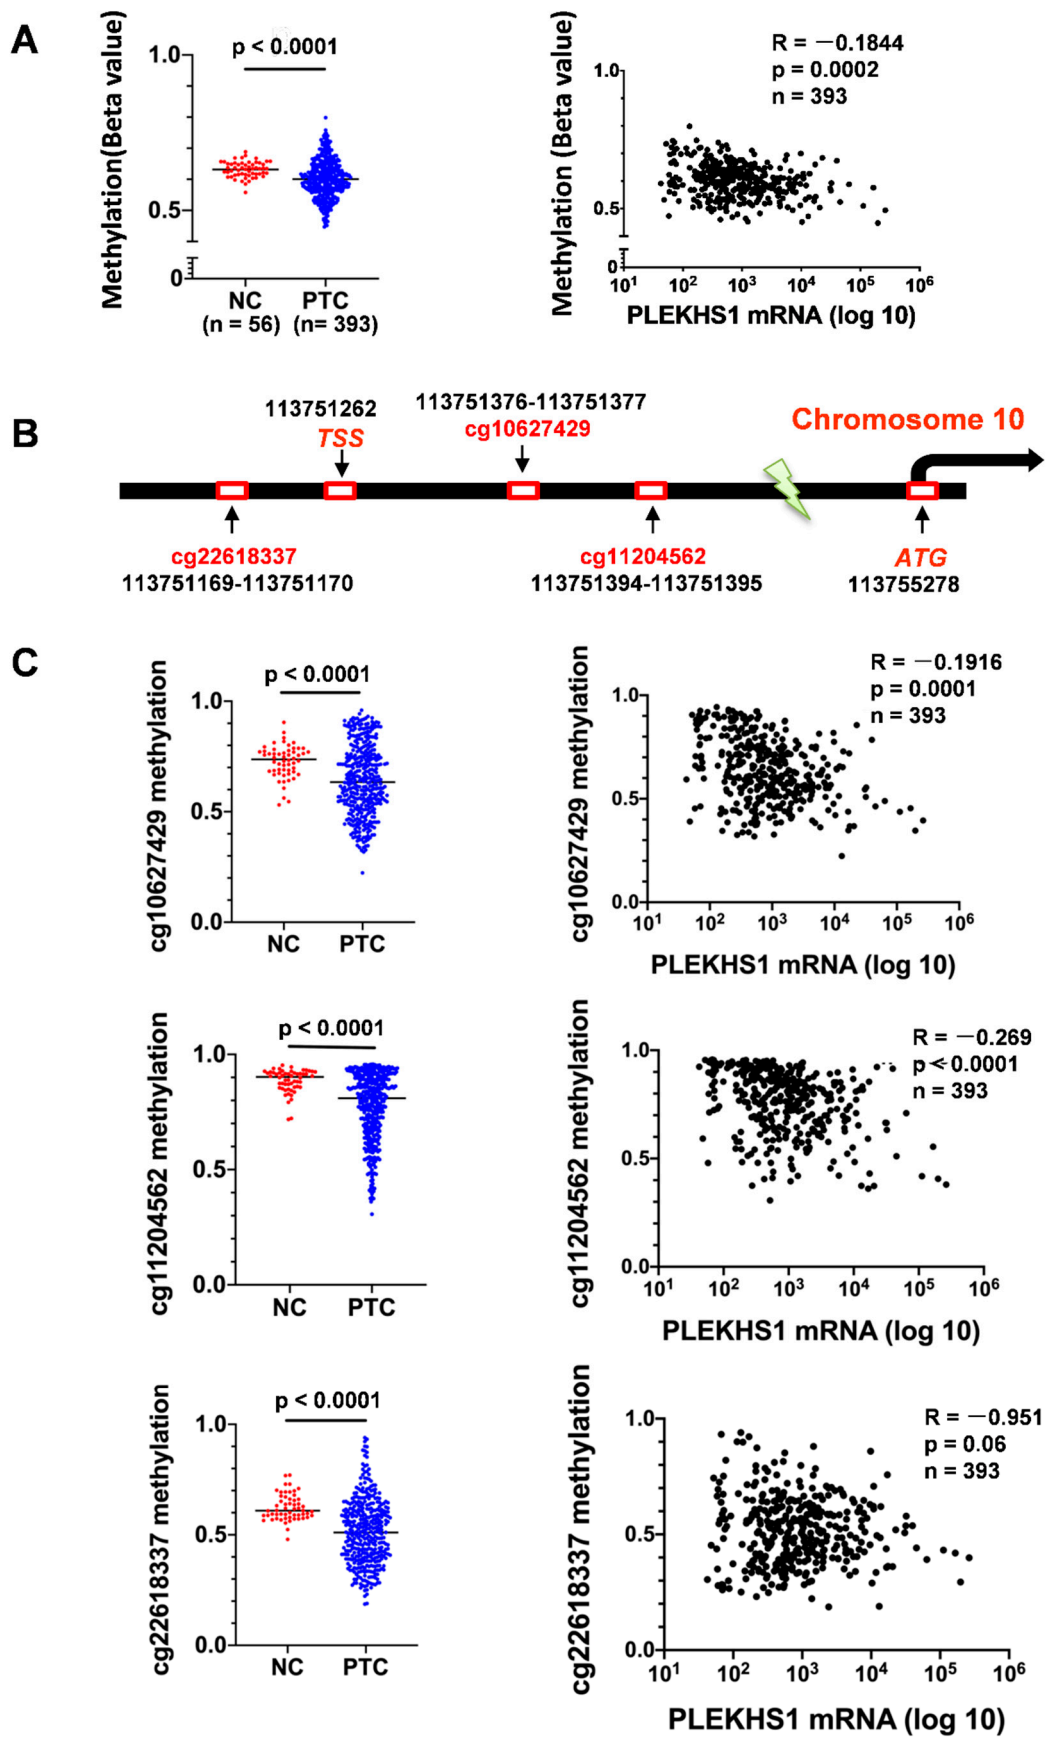 A
p < 0.0001
Methylation(Beta value)
1.0
0.5
0
NC
PTC
(n = 56)
(n= 393)
R = －0.1844
p = 0.0002
n = 393
Methylation (Beta value)
1.0
0.5
0
10¹ 10² 10³ 10⁴ 10⁵ 10⁶
PLEKHS1 mRNA (log 10)
B
113751262
TSS
113751376-113751377
cg10627429
Chromosome 10
cg22618337
113751169-113751170
cg11204562
113751394-113751395
ATG
113755278
C
p < 0.0001
cg10627429 methylation
1.0
0.5
0.0
NC PTC
R = －0.1916
p = 0.0001
n = 393
cg10627429 methylation
1.0
0.5
0.0
10¹ 10² 10³ 10⁴ 10⁵ 10⁶
PLEKHS1 mRNA (log 10)
p < 0.0001
cg11204562 methylation
1.0
0.5
0.0
NC PTC
R = －0.269
p < 0.0001
n = 393
cg11204562 methylation
1.0
0.5
0.0
10¹ 10² 10³ 10⁴ 10⁵ 10⁶
PLEKHS1 mRNA (log 10)
p < 0.0001
cg22618337 methylation
1.0
0.5
0.0
NC PTC
R = －0.951
p = 0.06
n = 393
cg22618337 methylation
1.0
0.5
0.0
10¹ 10² 10³ 10⁴ 10⁵ 10⁶
PLEKHS1 mRNA (log 10)